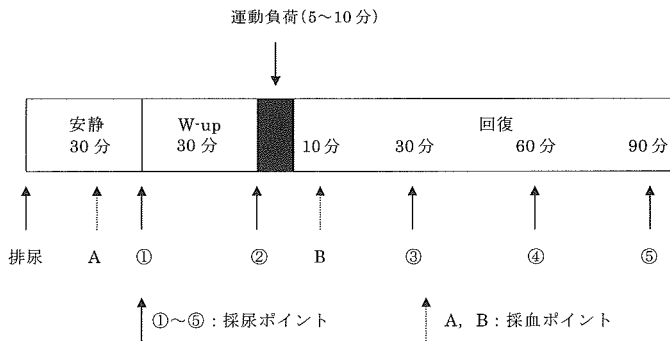 運動負荷(5～10分)
安静 W-up 回復
30分 30分 10分 30分 60分 90分
排尿 A ① ② B ③ ④ ⑤
①～⑤:採尿ポイント A, B:採血ポイント